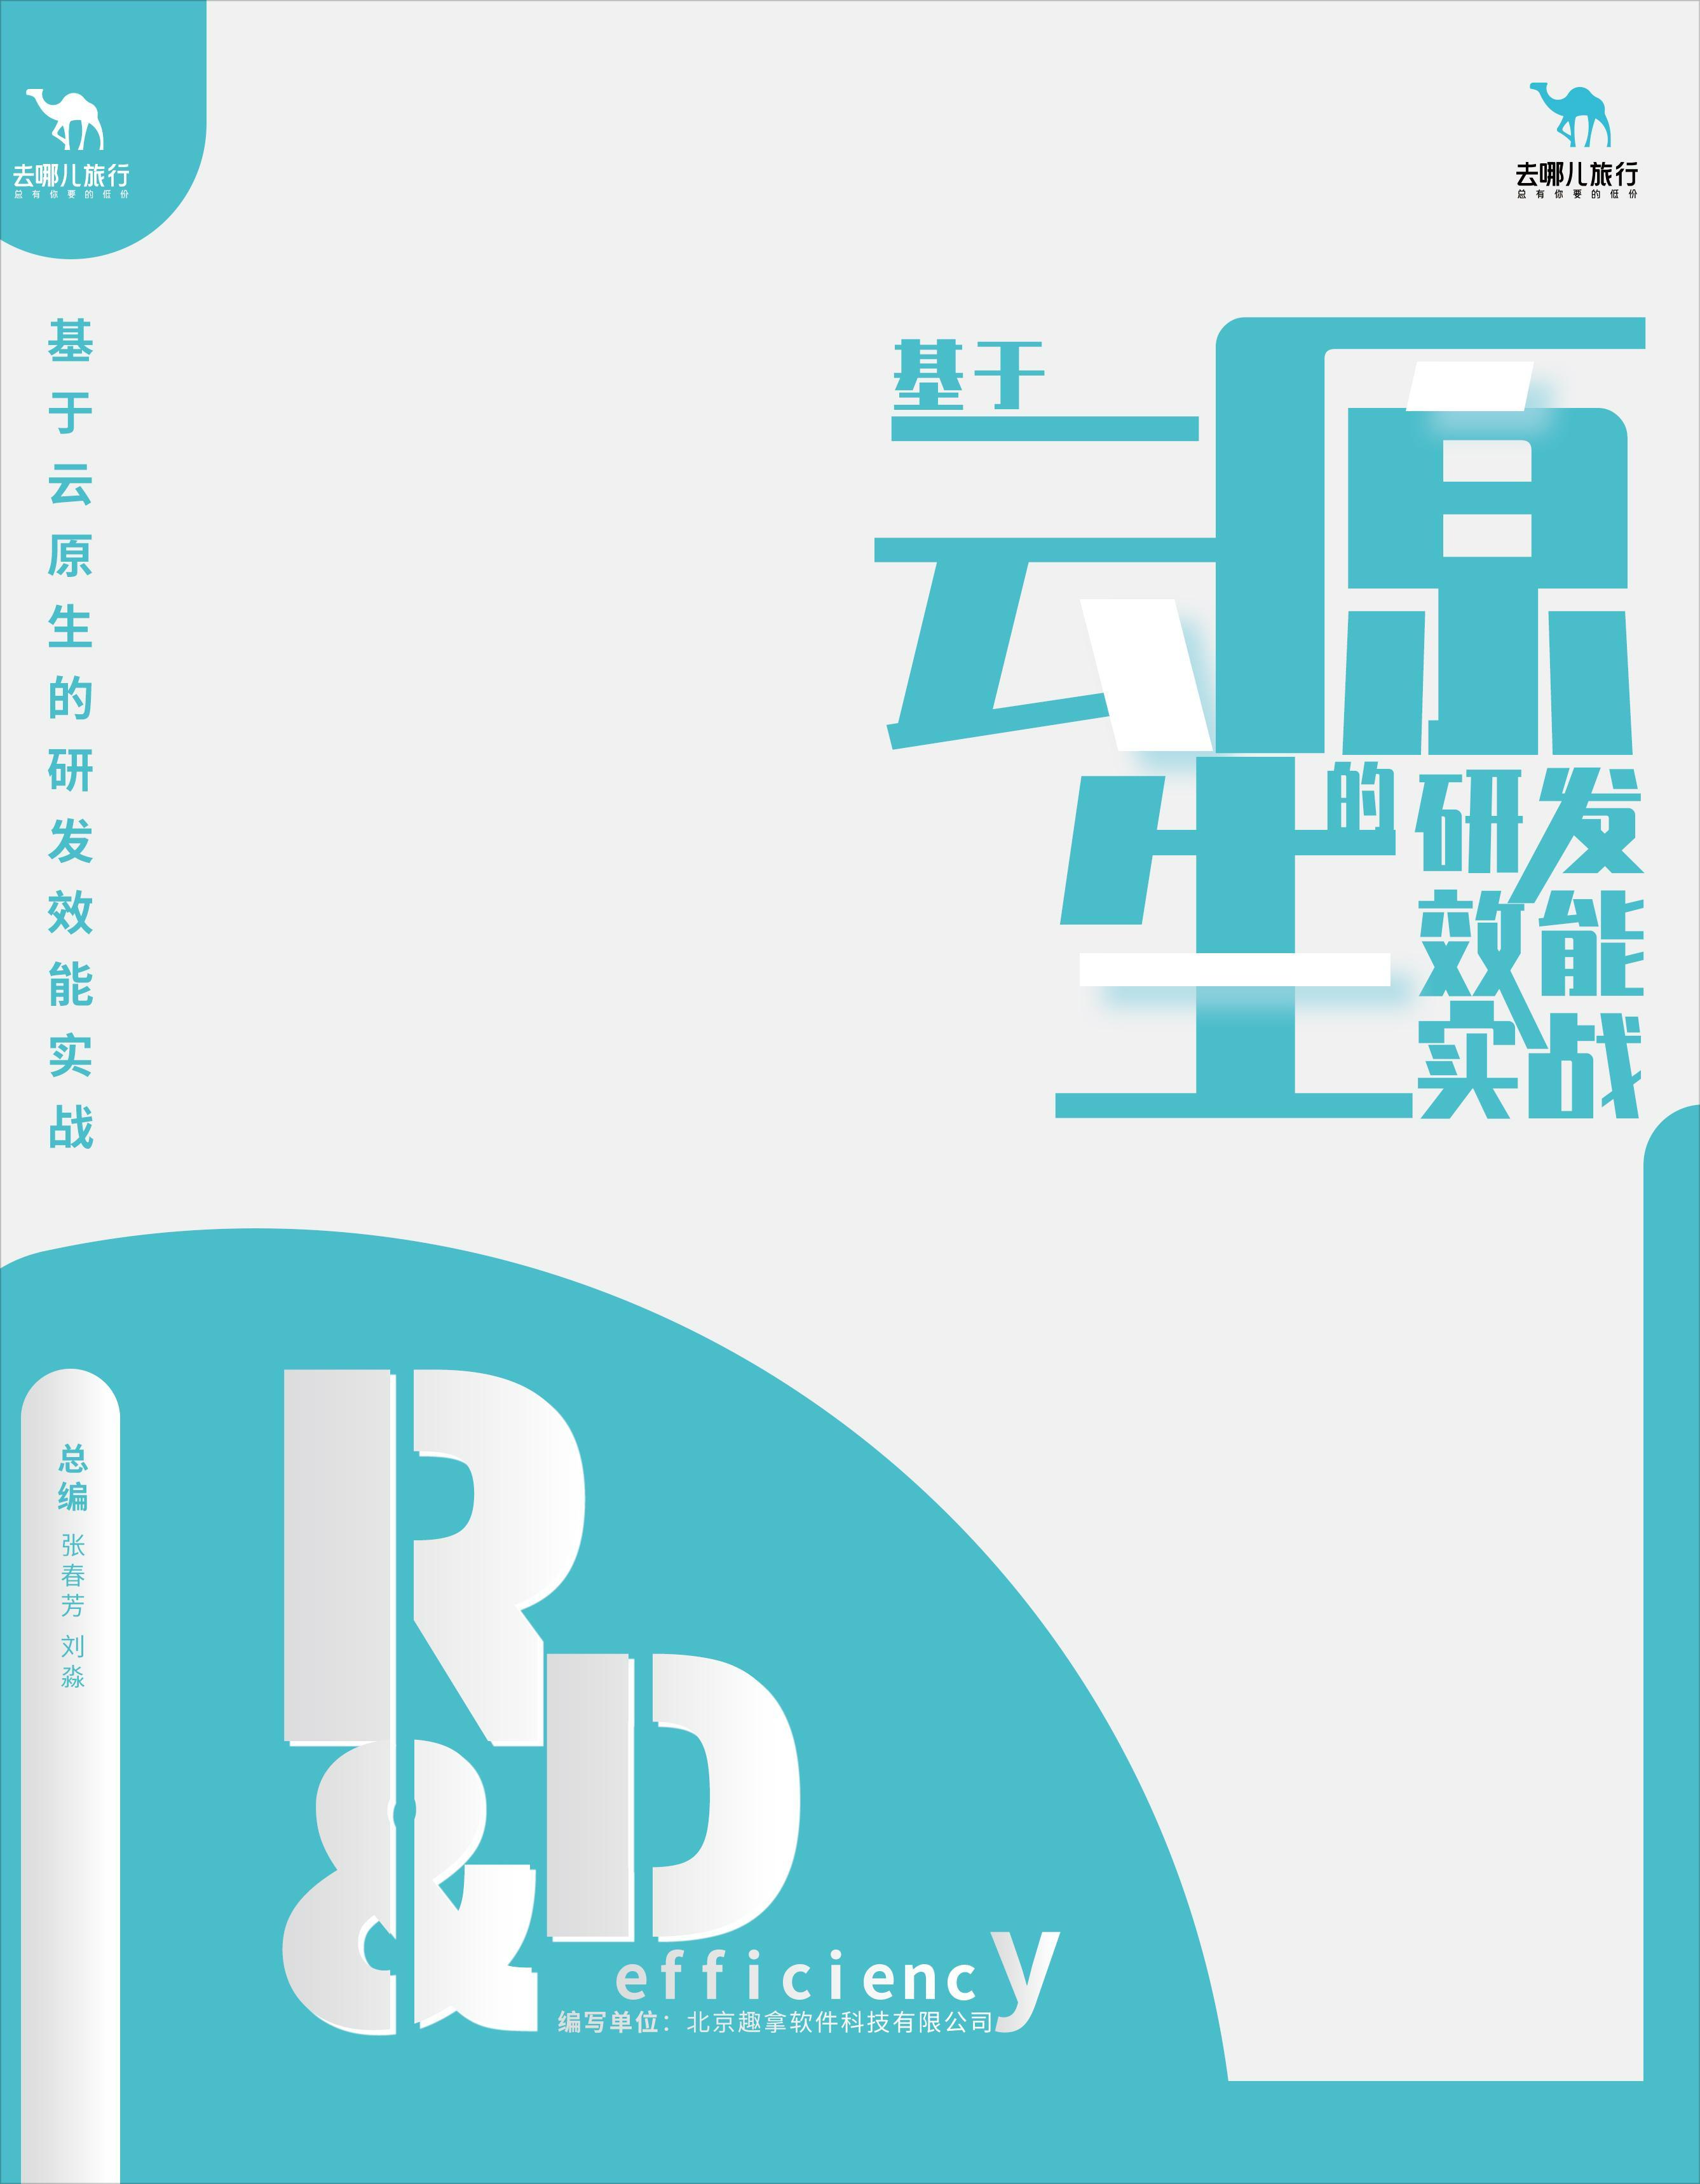 去哪儿旅行
总有你要的低价
基于云原生的研发效能实战
总编 张春芳 刘淼
去哪儿旅行
总有你要的低价
基于
云原生的研发
效能
实战
R&D
efficiency
编写单位：北京趣拿软件科技有限公司